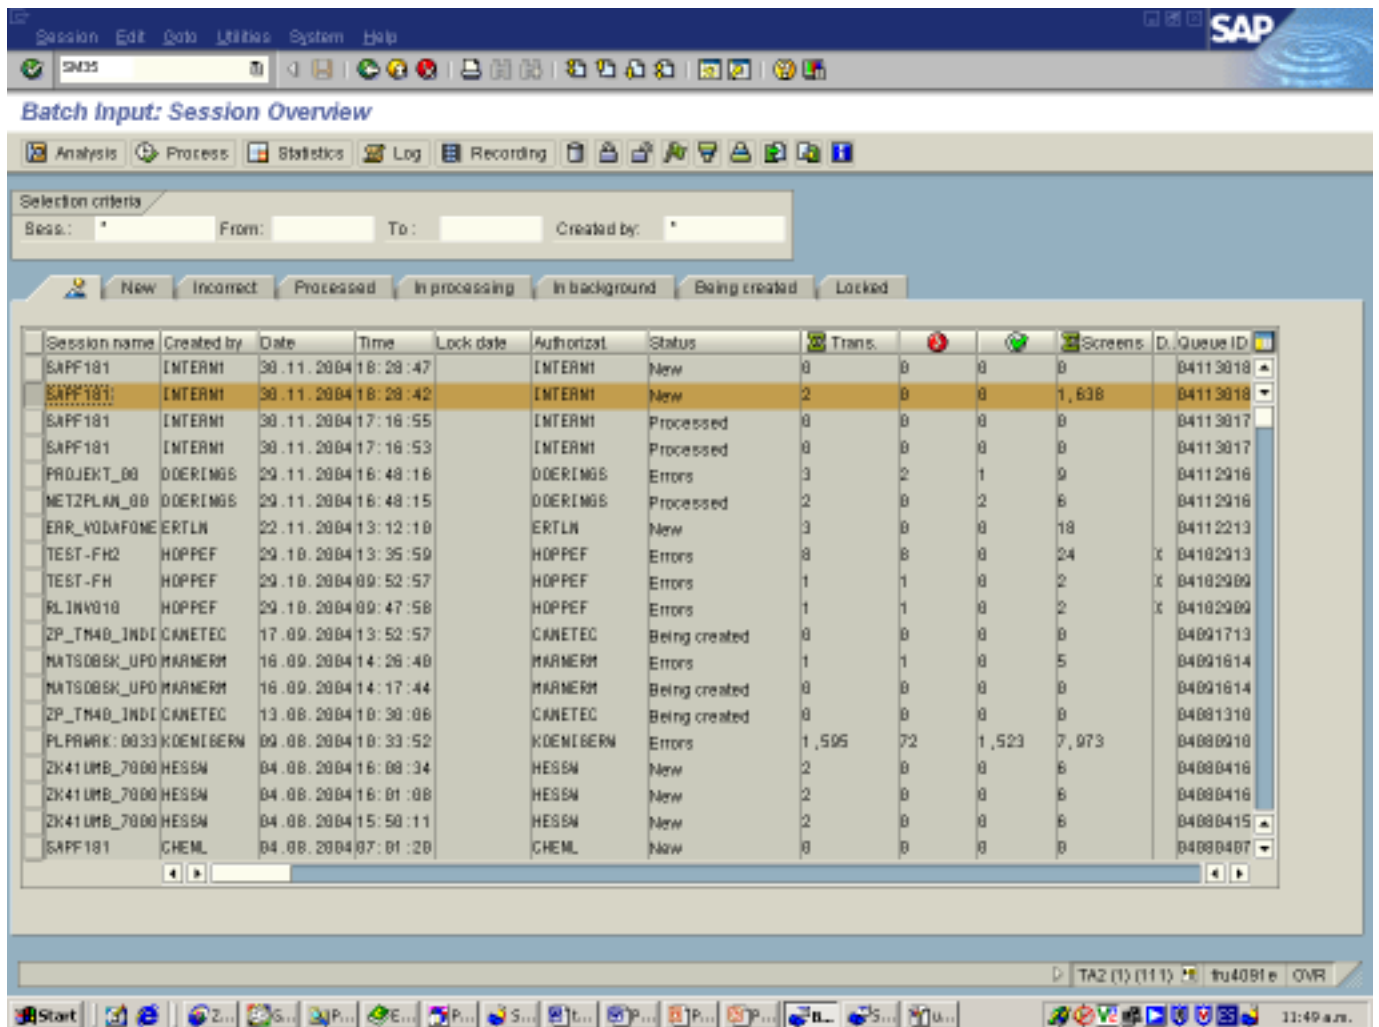 Session Edit Goto Utilities System Help
SAP
SM35
Batch Input: Session Overview
Analysis Process Statistics Log Recording
Selection criteria
Sess.: * From: To : Created by: *
New Incorrect Processed In processing In background Being created Locked
Session name Created by Date Time Lock date Authorizat. Status Trans. Screens D. Queue ID
SAPF181 INTERN1 30.11.2004 18:28:47 INTERN1 New 0 0 0 0 04113018
SAPF181 INTERN1 30.11.2004 18:28:42 INTERN1 New 2 0 0 1,638 04113018
SAPF181 INTERN1 30.11.2004 17:16:55 INTERN1 Processed 0 0 0 0 04113017
SAPF181 INTERN1 30.11.2004 17:16:53 INTERN1 Processed 0 0 0 0 04113017
PROJEKT_00 DOERINGS 29.11.2004 16:48:16 DOERINGS Errors 3 2 1 9 04112916
NETZPLAN_00 DOERINGS 29.11.2004 16:48:15 DOERINGS Processed 2 0 2 6 04112916
ERR_VODAFONE ERTLN 22.11.2004 13:12:10 ERTLN New 3 0 0 18 04112213
TEST-FH2 HOPPEF 29.10.2004 13:35:59 HOPPEF Errors 8 8 0 24 X 04102913
TEST-FH HOPPEF 29.10.2004 09:52:57 HOPPEF Errors 1 1 0 2 X 04102909
RLINV010 HOPPEF 29.10.2004 09:47:58 HOPPEF Errors 1 1 0 2 X 04102909
ZP_TM40_INDI CANETEC 17.09.2004 13:52:57 CANETEC Being created 0 0 0 0 04091713
MATSOBSK_UPD MARNERM 16.09.2004 14:26:40 MARNERM Errors 1 1 0 5 04091614
MATSOBSK_UPD MARNERM 16.09.2004 14:17:44 MARNERM Being created 0 0 0 0 04091614
ZP_TM40_INDI CANETEC 13.08.2004 10:30:06 CANETEC Being created 0 0 0 0 04081310
PLPRWRK:0033 KOENIGERW 09.08.2004 10:33:52 KOENIGERW Errors 1,595 72 1,523 7,973 04080910
ZK41UMB_7000 HESSW 04.08.2004 16:08:34 HESSW New 2 0 0 6 04080416
ZK41UMB_7000 HESSW 04.08.2004 16:01:08 HESSW New 2 0 0 6 04080416
ZK41UMB_7000 HESSW 04.08.2004 15:50:11 HESSW New 2 0 0 6 04080415
SAPF181 CHEML 04.08.2004 07:01:20 CHEML New 0 0 0 0 04080407
TA2 (1) (111) tru4091e OVR
Start Z... G... P... E... P... S... t... P... P... P... B... S... u... 11:49 a.m.